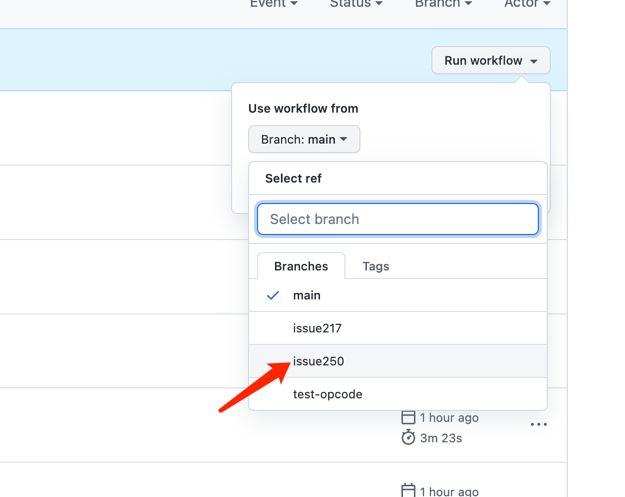 Event Status Branch Actor
Run workflow
Use workflow from
Branch: main
Select ref
Select branch
Branches Tags
main
issue217
issue250
test-opcode
1 hour ago
3m 23s
1 hour ago